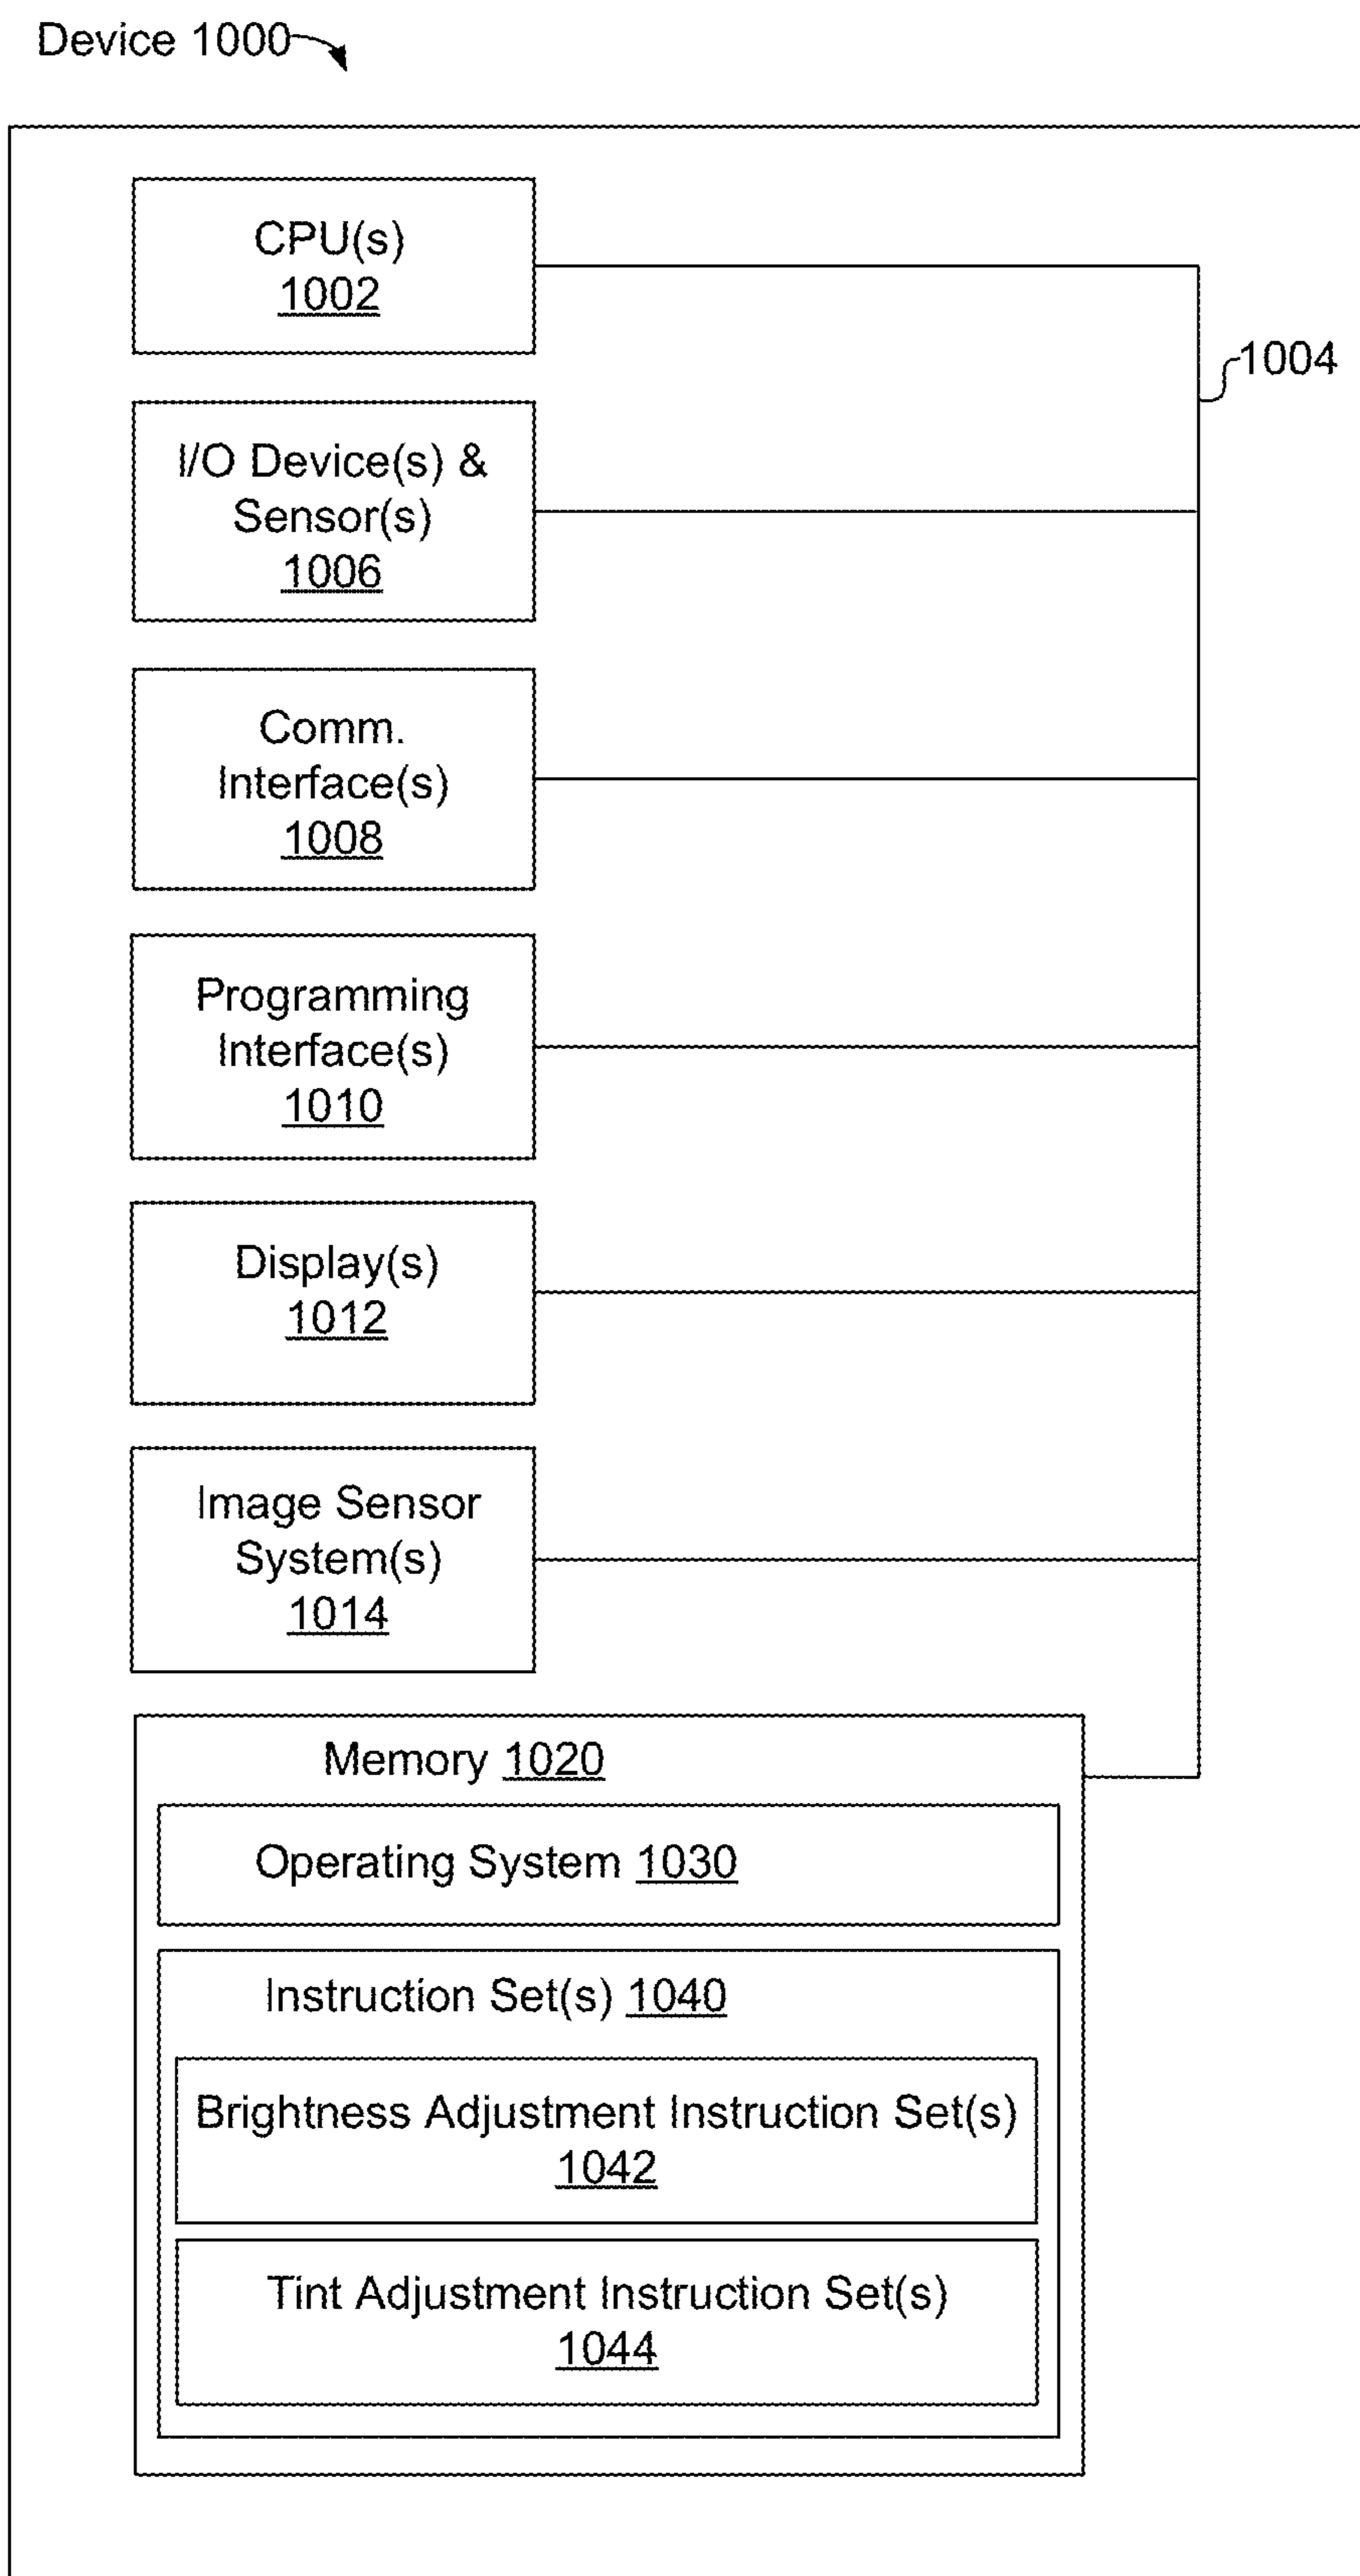 Device 1000
CPU(s)
1002
1004
I/O Device(s) &
Sensor(s)
1006
Comm.
Interface(s)
1008
Programming
Interface(s)
1010
Display(s)
1012
Image Sensor
System(s)
1014
Memory 1020
Operating System 1030
Instruction Set(s) 1040
Brightness Adjustment Instruction Set(s)
1042
Tint Adjustment Instruction Set(s)
1044